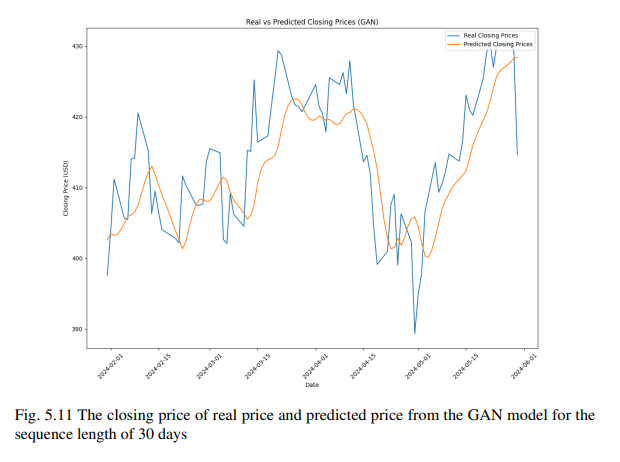 Real vs Predicted Closing Prices (GAN)
Real Closing Prices
Predicted Closing Prices
430
420
410
400
390
Closing Price (USD)
2024-02-01
2024-02-15
2024-03-01
2024-03-15
2024-04-01
2024-04-15
2024-05-01
2024-05-15
2024-06-01
Date
Fig. 5.11 The closing price of real price and predicted price from the GAN model for the
sequence length of 30 days